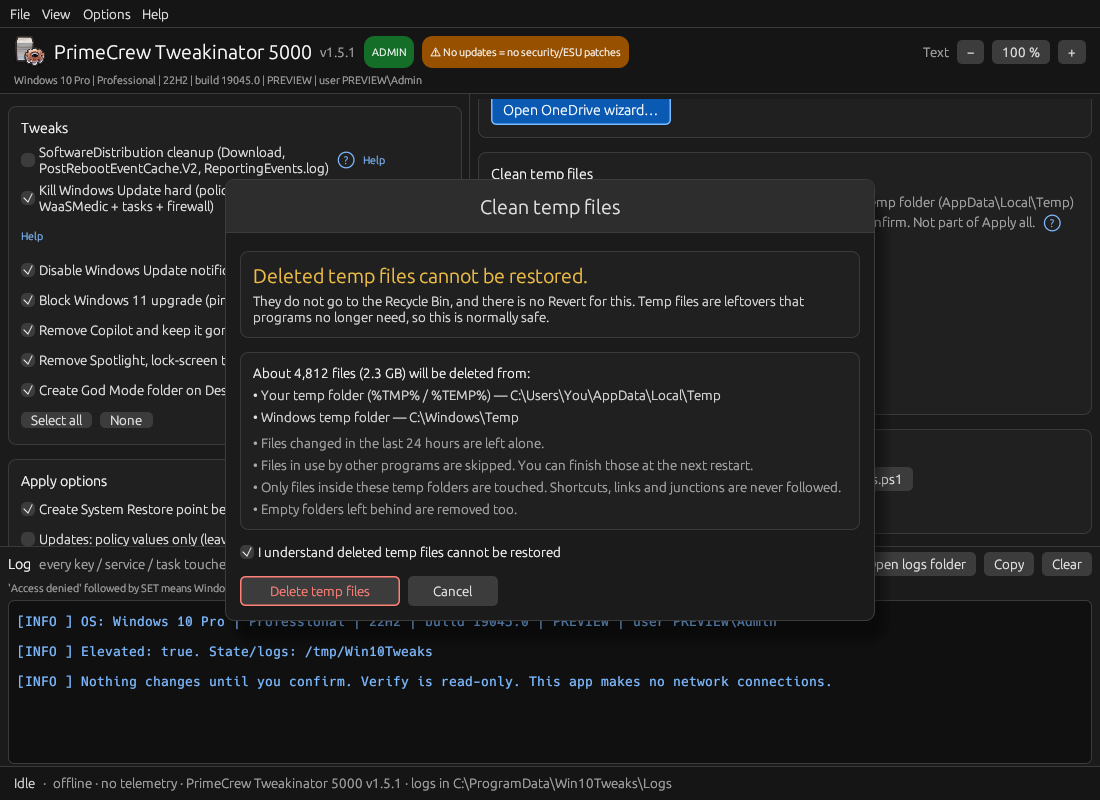 File View Options Help
PrimeCrew Tweakinator 5000 v1.5.1 ADMIN ⚠ No updates = no security/ESU patches Text – 100 % +
Windows 10 Pro | Professional | 22H2 | build 19045.0 | PREVIEW | user PREVIEW\Admin
Tweaks
SoftwareDistribution cleanup (Download,
PostRebootEventCache.V2, ReportingEvents.log) ? Help
Kill Windows Update hard
WaaSMedic + tasks + firewall)
Help
Disable Windows Update
Block Windows 11 upgrade
Remove Copilot and keep it
Remove Spotlight, lock-screen
Create God Mode folder on
Select all None
Apply options
Create System Restore point
Updates: policy values only
Open OneDrive wizard…
Clean temp files
temp folder (AppData\Local\Temp)
Not part of Apply all. ?
.ps1
Clean temp files
Deleted temp files cannot be restored.
They do not go to the Recycle Bin, and there is no Revert for this. Temp files are leftovers that
programs no longer need, so this is normally safe.
About 4,812 files (2.3 GB) will be deleted from:
• Your temp folder (%TMP% / %TEMP%) — C:\Users\You\AppData\Local\Temp
• Windows temp folder — C:\Windows\Temp
• Files changed in the last 24 hours are left alone.
• Files in use by other programs are skipped. You can finish those at the next restart.
• Only files inside these temp folders are touched. Shortcuts, links and junctions are never followed.
• Empty folders left behind are removed too.
I understand deleted temp files cannot be restored
Delete temp files Cancel
Log every key / service / task
Open logs folder Copy Clear
'Access denied' followed by SET means
[INFO ] OS: Windows 10 Pro | Professional | 22H2 | build 19045.0 | PREVIEW | user PREVIEW\Admin
[INFO ] Elevated: true. State/logs: /tmp/Win10Tweaks
[INFO ] Nothing changes until you confirm. Verify is read-only. This app makes no network connections.
Idle · offline · no telemetry · PrimeCrew Tweakinator 5000 v1.5.1 · logs in C:\ProgramData\Win10Tweaks\Logs